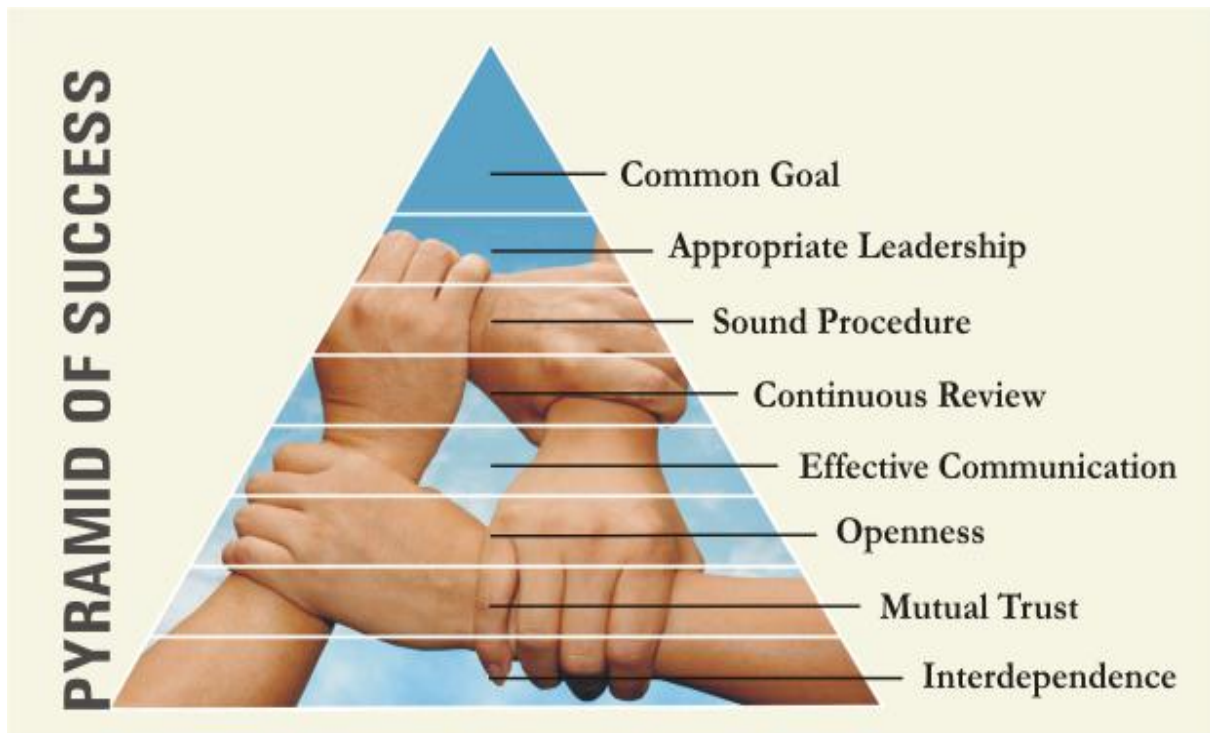 PYRAMID OF SUCCESS
Common Goal
Appropriate Leadership
Sound Procedure
Continuous Review
Effective Communication
Openness
Mutual Trust
Interdependence